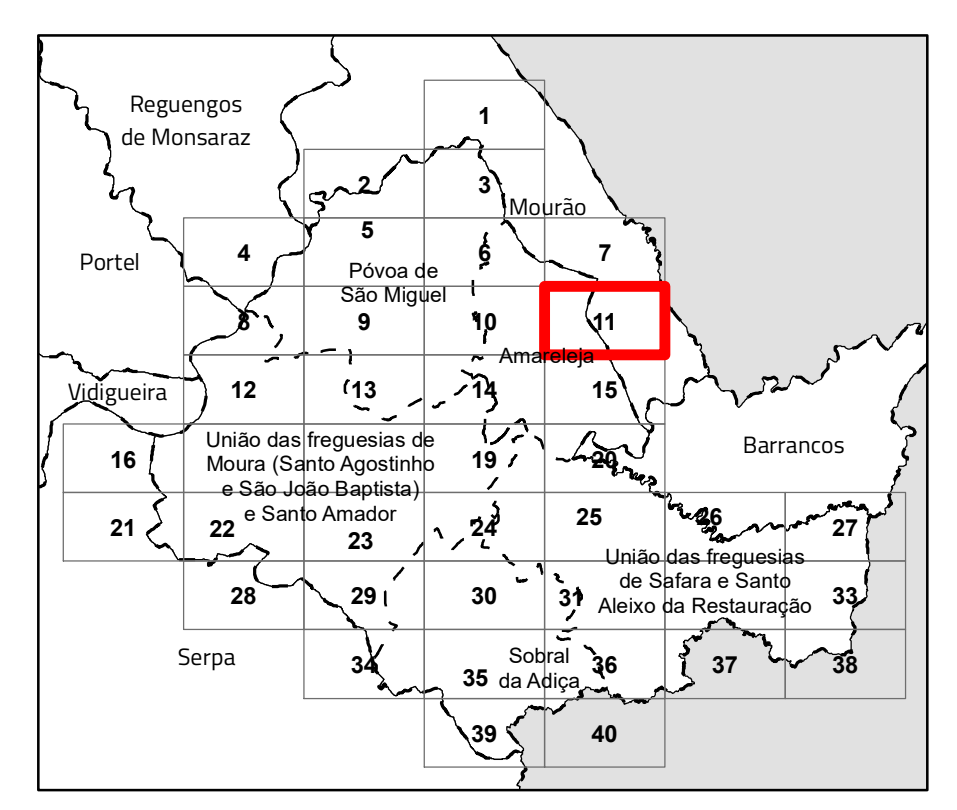 Reguengos
de Monsaraz
1
2
3
Mourão
4
5
6
7
Portel
Póvoa de
São Miguel
8
9
10
11
Amareleja
Vidigueira
12
13
14
15
Barrancos
16
União das freguesias de
Moura (Santo Agostinho
e São João Baptista)
e Santo Amador
19
20
21
22
23
24
25
26
27
União das freguesias
de Safara e Santo
Aleixo da Restauração
28
29
30
31
33
Serpa
34
35
Sobral
da Adiça
36
37
38
39
40